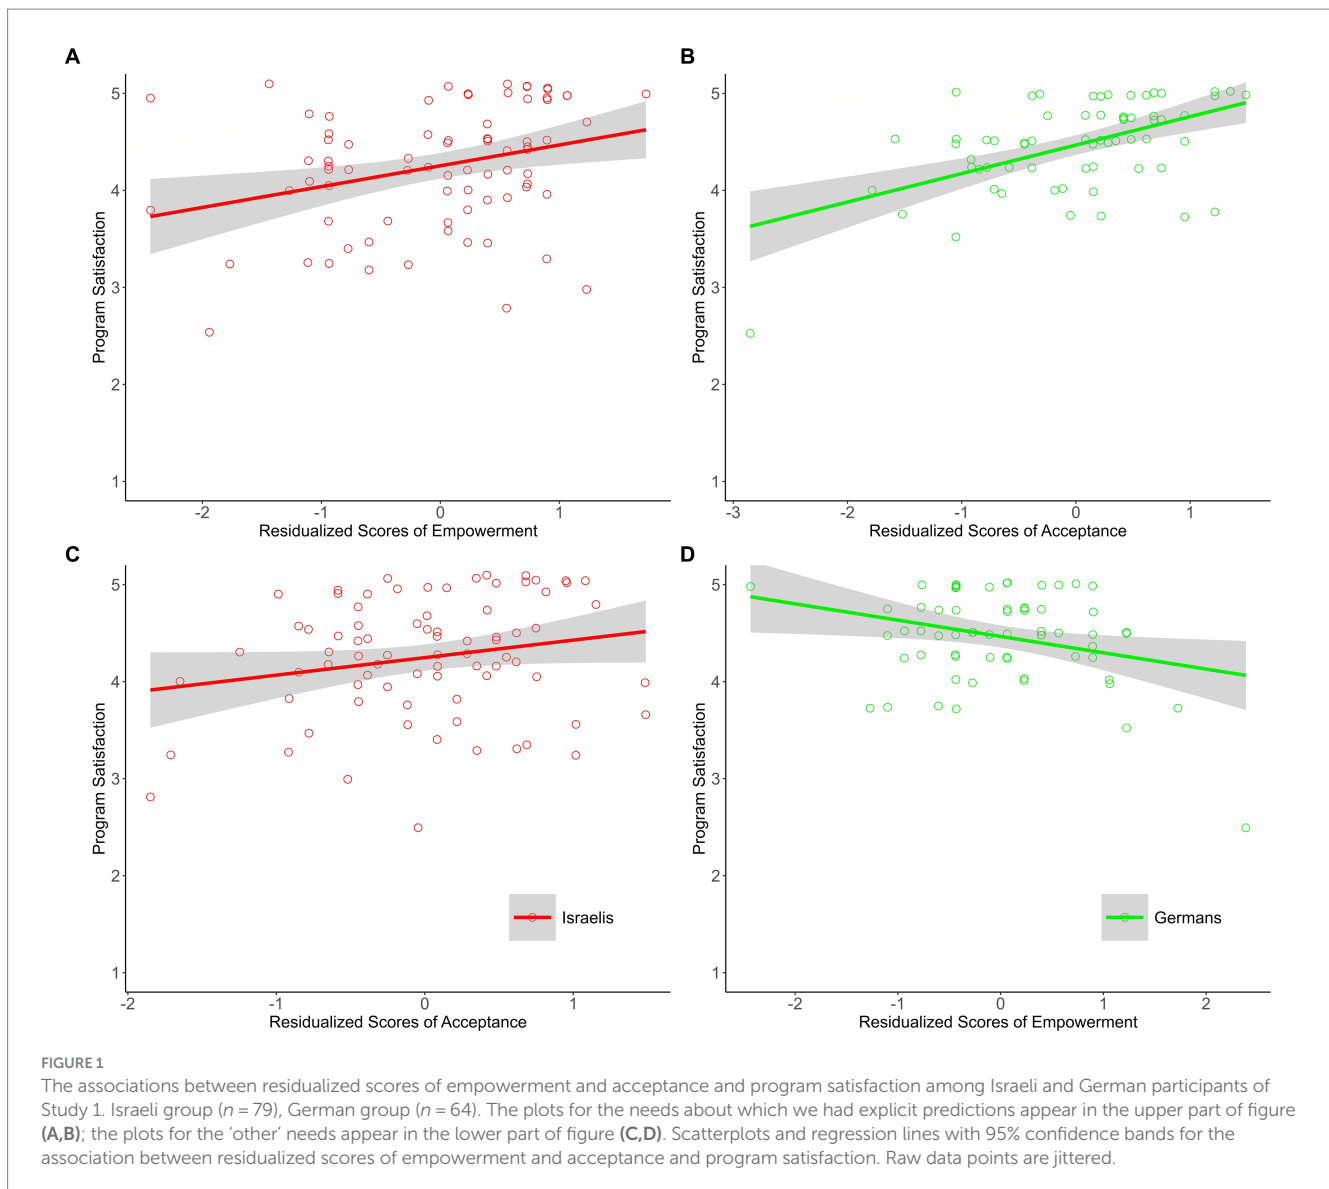 A
B
5
4
3
2
1
Program Satisfaction
-2
-1
0
1
Residualized Scores of Empowerment
5
4
3
2
1
Program Satisfaction
-3
-2
-1
0
1
Residualized Scores of Acceptance
C
D
5
4
3
2
1
Program Satisfaction
Israelis
-2
-1
0
1
Residualized Scores of Acceptance
5
4
3
2
1
Program Satisfaction
Germans
-2
-1
0
1
2
Residualized Scores of Empowerment
FIGURE 1
The associations between residualized scores of empowerment and acceptance and program satisfaction among Israeli and German participants of
Study 1. Israeli group (n = 79), German group (n = 64). The plots for the needs about which we had explicit predictions appear in the upper part of figure
(A,B); the plots for the ‘other’ needs appear in the lower part of figure (C,D). Scatterplots and regression lines with 95% confidence bands for the
association between residualized scores of empowerment and acceptance and program satisfaction. Raw data points are jittered.